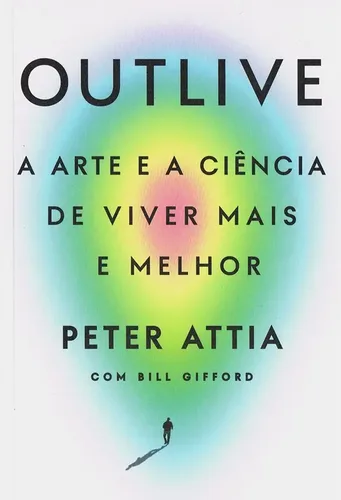 OUTLIVE
A ARTE E A CIÊNCIA
DE VIVER MAIS
E MELHOR
PETER ATTIA
COM BILL GIFFORD